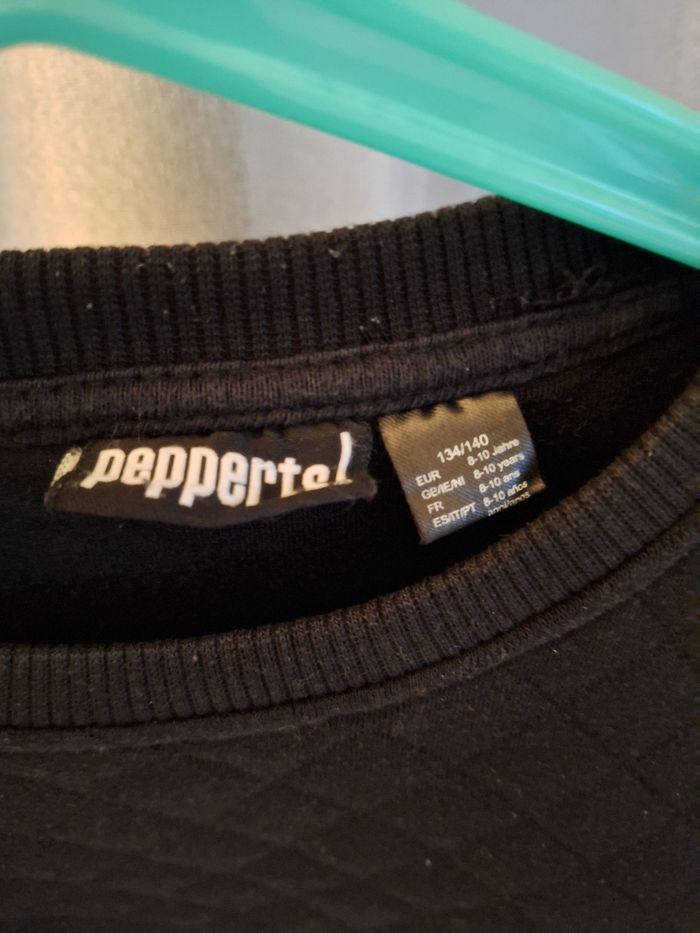 pepperts!
134/140
EUR 8-10 Jahre
GB/IE/NI 8-10 years
FR 8-10 ans
ES/IT/PT 8-10 años